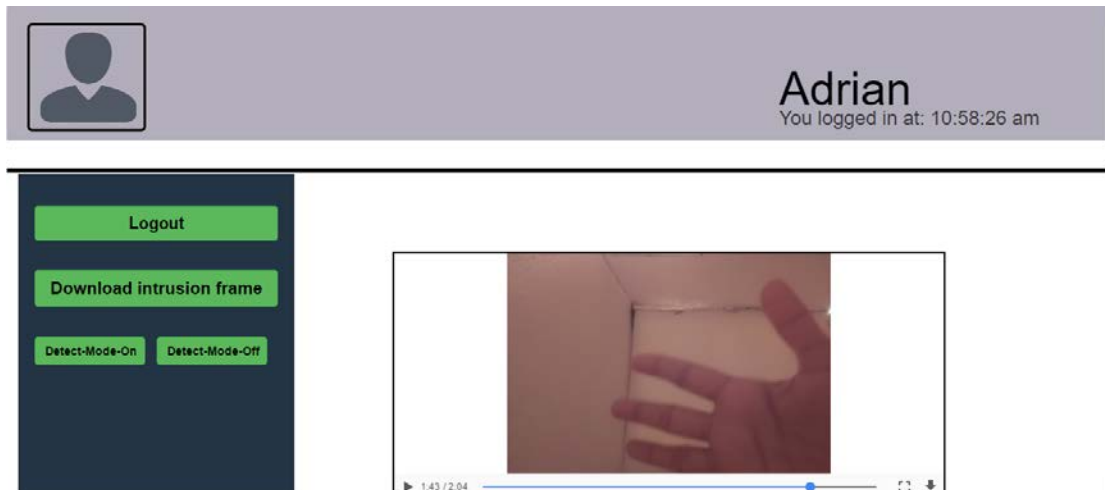 Adrian
You logged in at: 10:58:26 am
Logout
Download intrusion frame
Detect-Mode-On Detect-Mode-Off
1:43 / 2:04